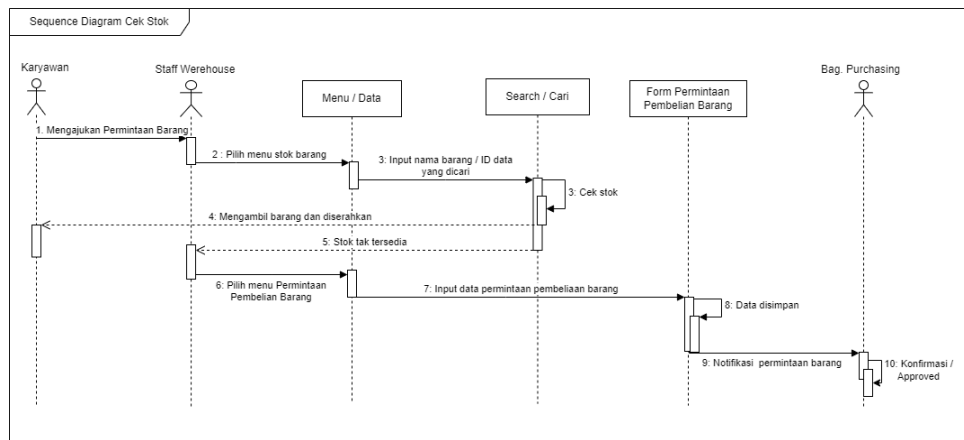 Sequence Diagram Cek Stok
Karyawan
Staff Werehouse
Menu / Data
Search / Cari
Form Permintaan
Pembelian Barang
Bag. Purchasing
1. Mengajukan Permintaan Barang
2 : Pilih menu stok barang
3: Input nama barang / ID data
yang dicari
3: Cek stok
4: Mengambil barang dan diserahkan
5: Stok tak tersedia
6: Pilih menu Permintaan
Pembelian Barang
7: Input data permintaan pembeliaan barang
8: Data disimpan
9: Notifikasi permintaan barang
10: Konfirmasi /
Approved